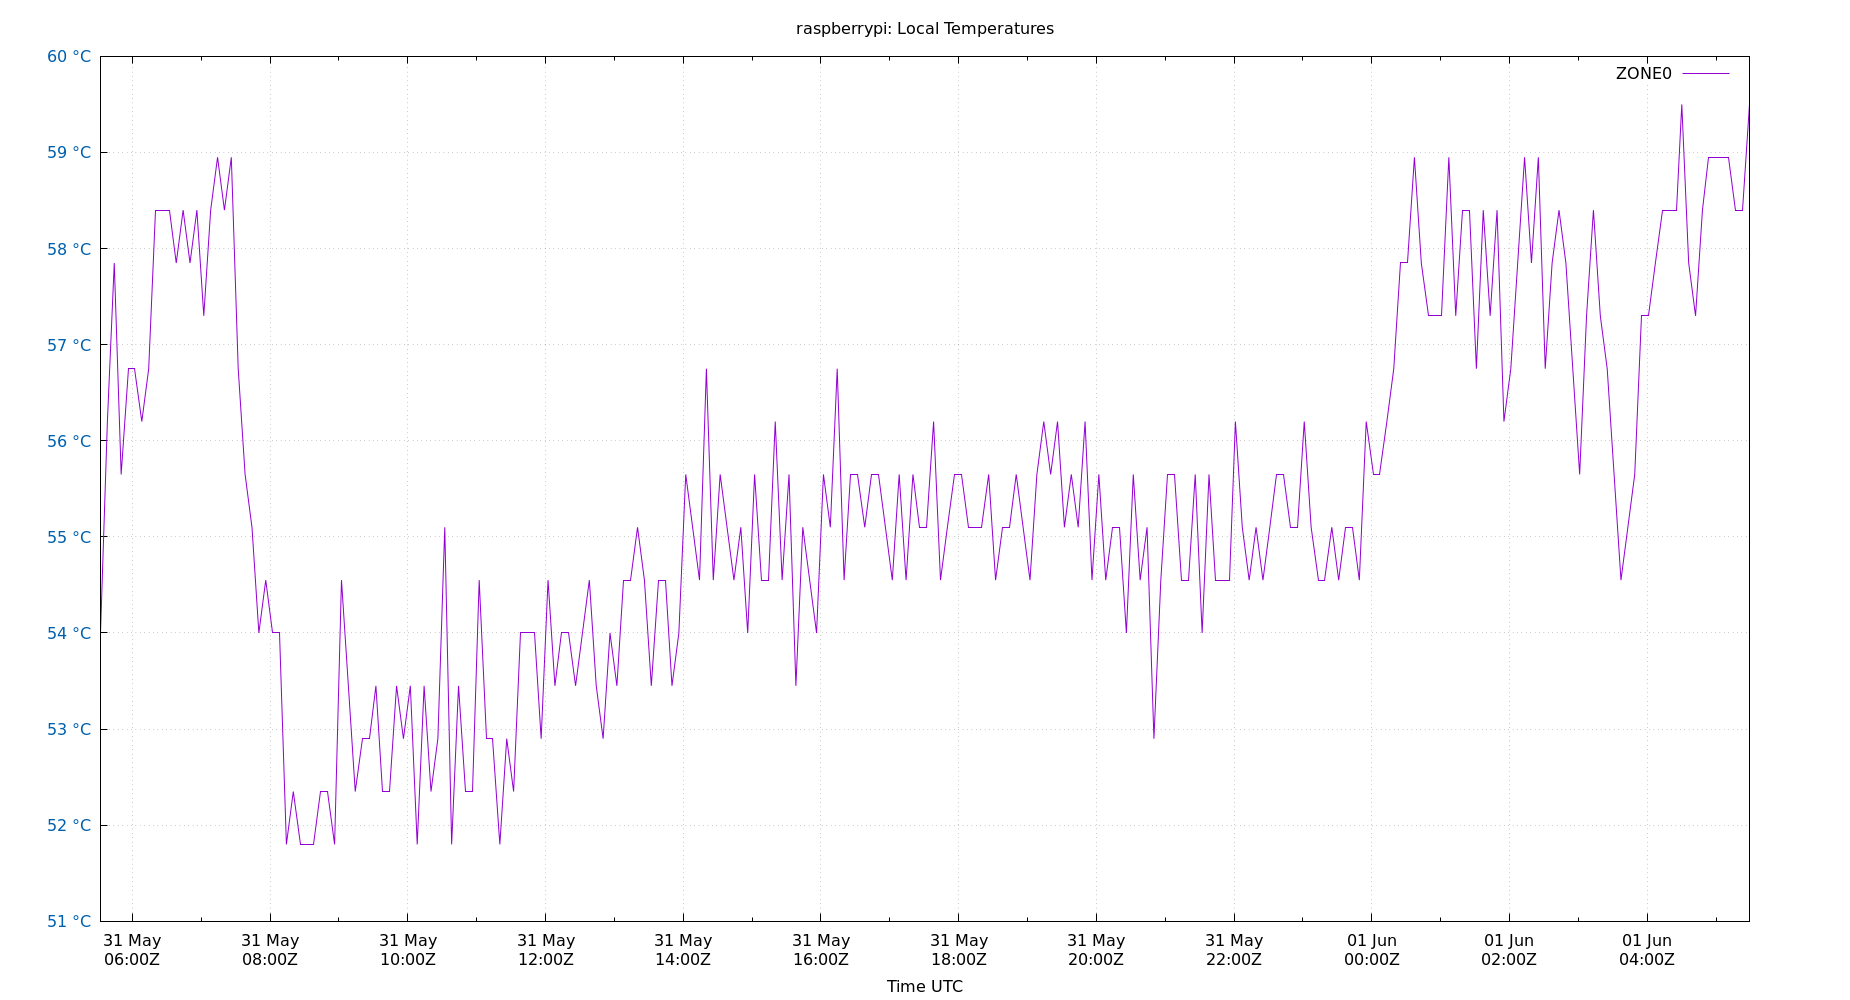 raspberrypi: Local Temperatures
60 °C
ZONE0
59 °C
58 °C
57 °C
56 °C
55 °C
54 °C
53 °C
52 °C
51 °C
31 May 31 May 31 May 31 May 31 May 31 May 31 May 31 May 31 May 01 Jun 01 Jun 01 Jun
06:00Z 08:00Z 10:00Z 12:00Z 14:00Z 16:00Z 18:00Z 20:00Z 22:00Z 00:00Z 02:00Z 04:00Z
Time UTC